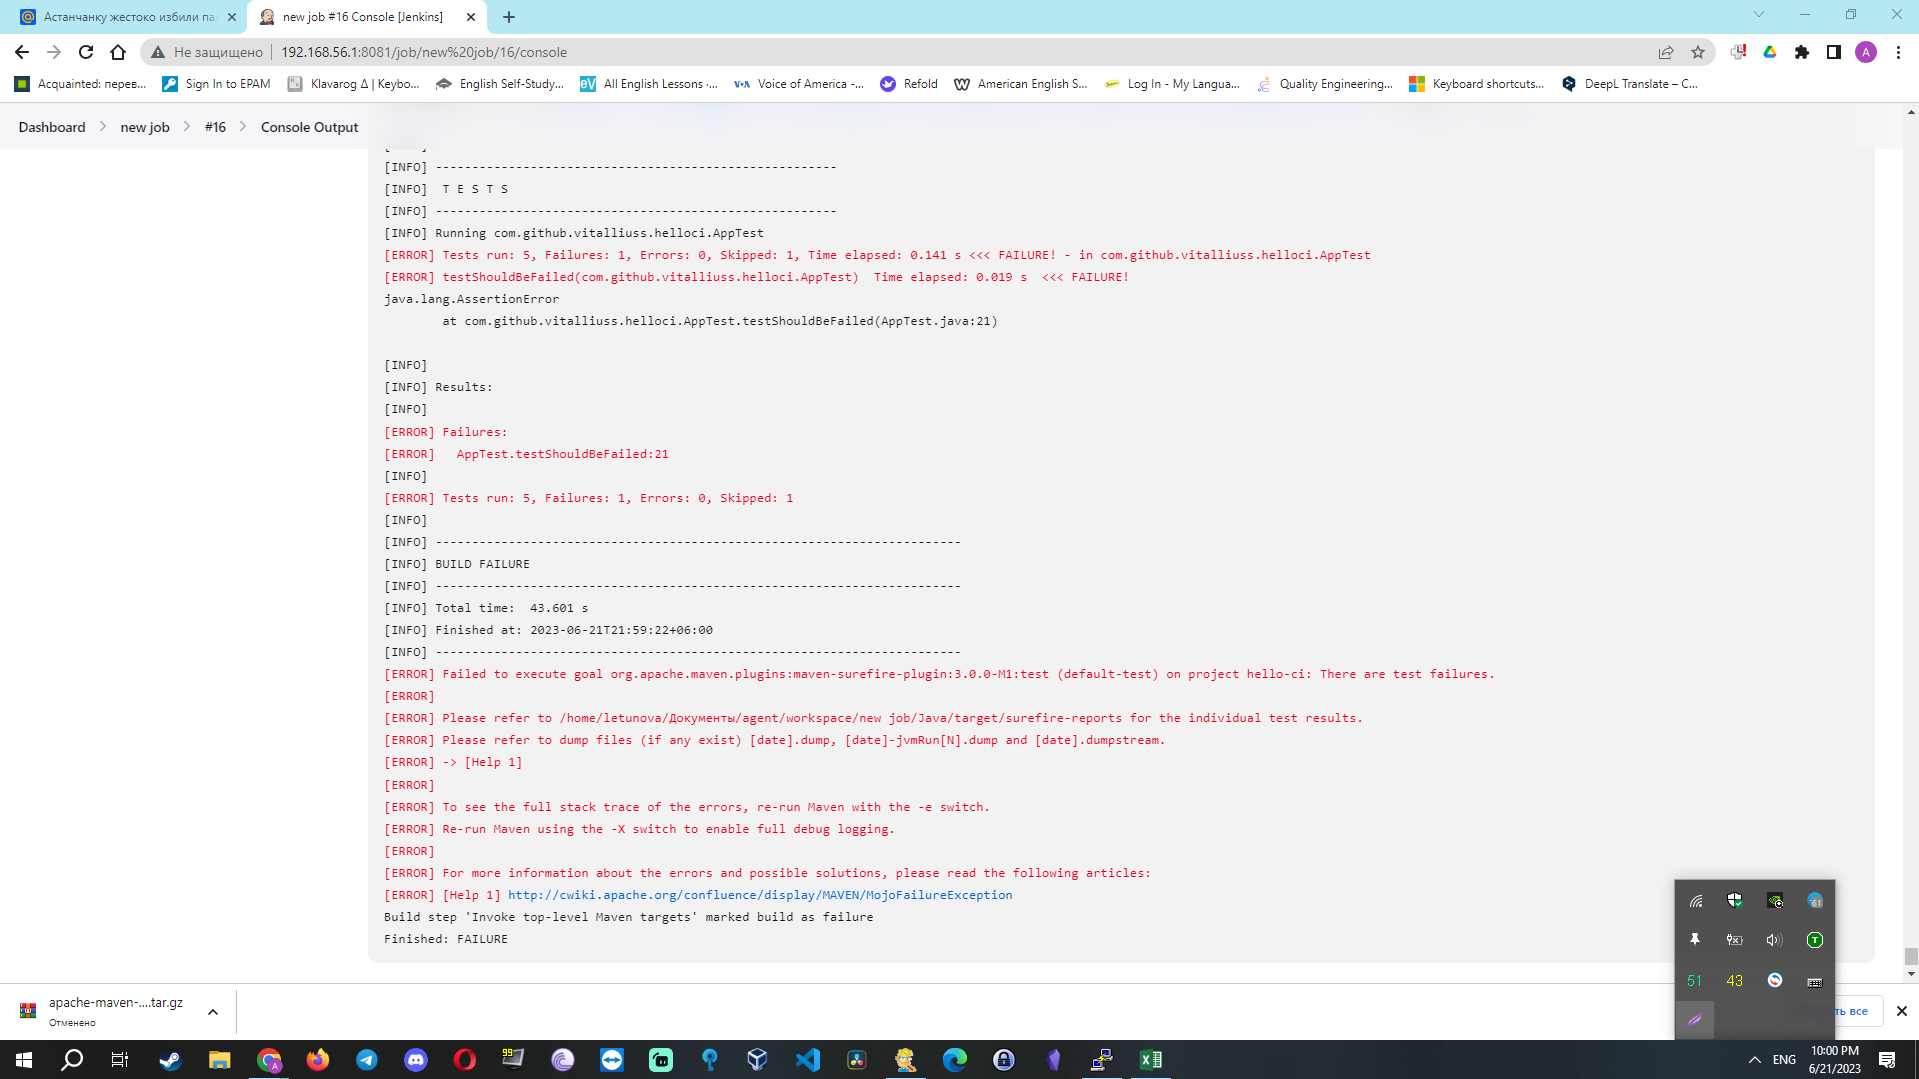 Астанчанку жестоко избили па
new job #16 Console [Jenkins]
Не защищено
192.168.56.1:8081/job/new%20job/16/console
Acquainted: перев...
Sign In to EPAM
Klavarog Δ | Keybo...
English Self-Study...
All English Lessons -...
Voice of America -...
Refold
American English S...
Log In - My Langua...
Quality Engineering...
Keyboard shortcuts...
DeepL Translate – C...
Dashboard
new job
#16
Console Output
[INFO] -------------------------------------------------------
[INFO]  T E S T S
[INFO] -------------------------------------------------------
[INFO] Running com.github.vitalliuss.helloci.AppTest
[ERROR] Tests run: 5, Failures: 1, Errors: 0, Skipped: 1, Time elapsed: 0.141 s <<< FAILURE! - in com.github.vitalliuss.helloci.AppTest
[ERROR] testShouldBeFailed(com.github.vitalliuss.helloci.AppTest)  Time elapsed: 0.019 s  <<< FAILURE!
java.lang.AssertionError
	at com.github.vitalliuss.helloci.AppTest.testShouldBeFailed(AppTest.java:21)
[INFO]
[INFO] Results:
[INFO]
[ERROR] Failures:
[ERROR]   AppTest.testShouldBeFailed:21
[INFO]
[ERROR] Tests run: 5, Failures: 1, Errors: 0, Skipped: 1
[INFO]
[INFO] ------------------------------------------------------------------------
[INFO] BUILD FAILURE
[INFO] ------------------------------------------------------------------------
[INFO] Total time:  43.601 s
[INFO] Finished at: 2023-06-21T21:59:22+06:00
[INFO] ------------------------------------------------------------------------
[ERROR] Failed to execute goal org.apache.maven.plugins:maven-surefire-plugin:3.0.0-M1:test (default-test) on project hello-ci: There are test failures.
[ERROR]
[ERROR] Please refer to /home/letunova/Документы/agent/workspace/new job/Java/target/surefire-reports for the individual test results.
[ERROR] Please refer to dump files (if any exist) [date].dump, [date]-jvmRun[N].dump and [date].dumpstream.
[ERROR] -> [Help 1]
[ERROR]
[ERROR] To see the full stack trace of the errors, re-run Maven with the -e switch.
[ERROR] Re-run Maven using the -X switch to enable full debug logging.
[ERROR]
[ERROR] For more information about the errors and possible solutions, please read the following articles:
[ERROR] [Help 1] http://cwiki.apache.org/confluence/display/MAVEN/MojoFailureException
Build step 'Invoke top-level Maven targets' marked build as failure
Finished: FAILURE
61
51
43
apache-maven-....tar.gz
Отменено
ть все
99
ENG
10:00 PM
6/21/2023